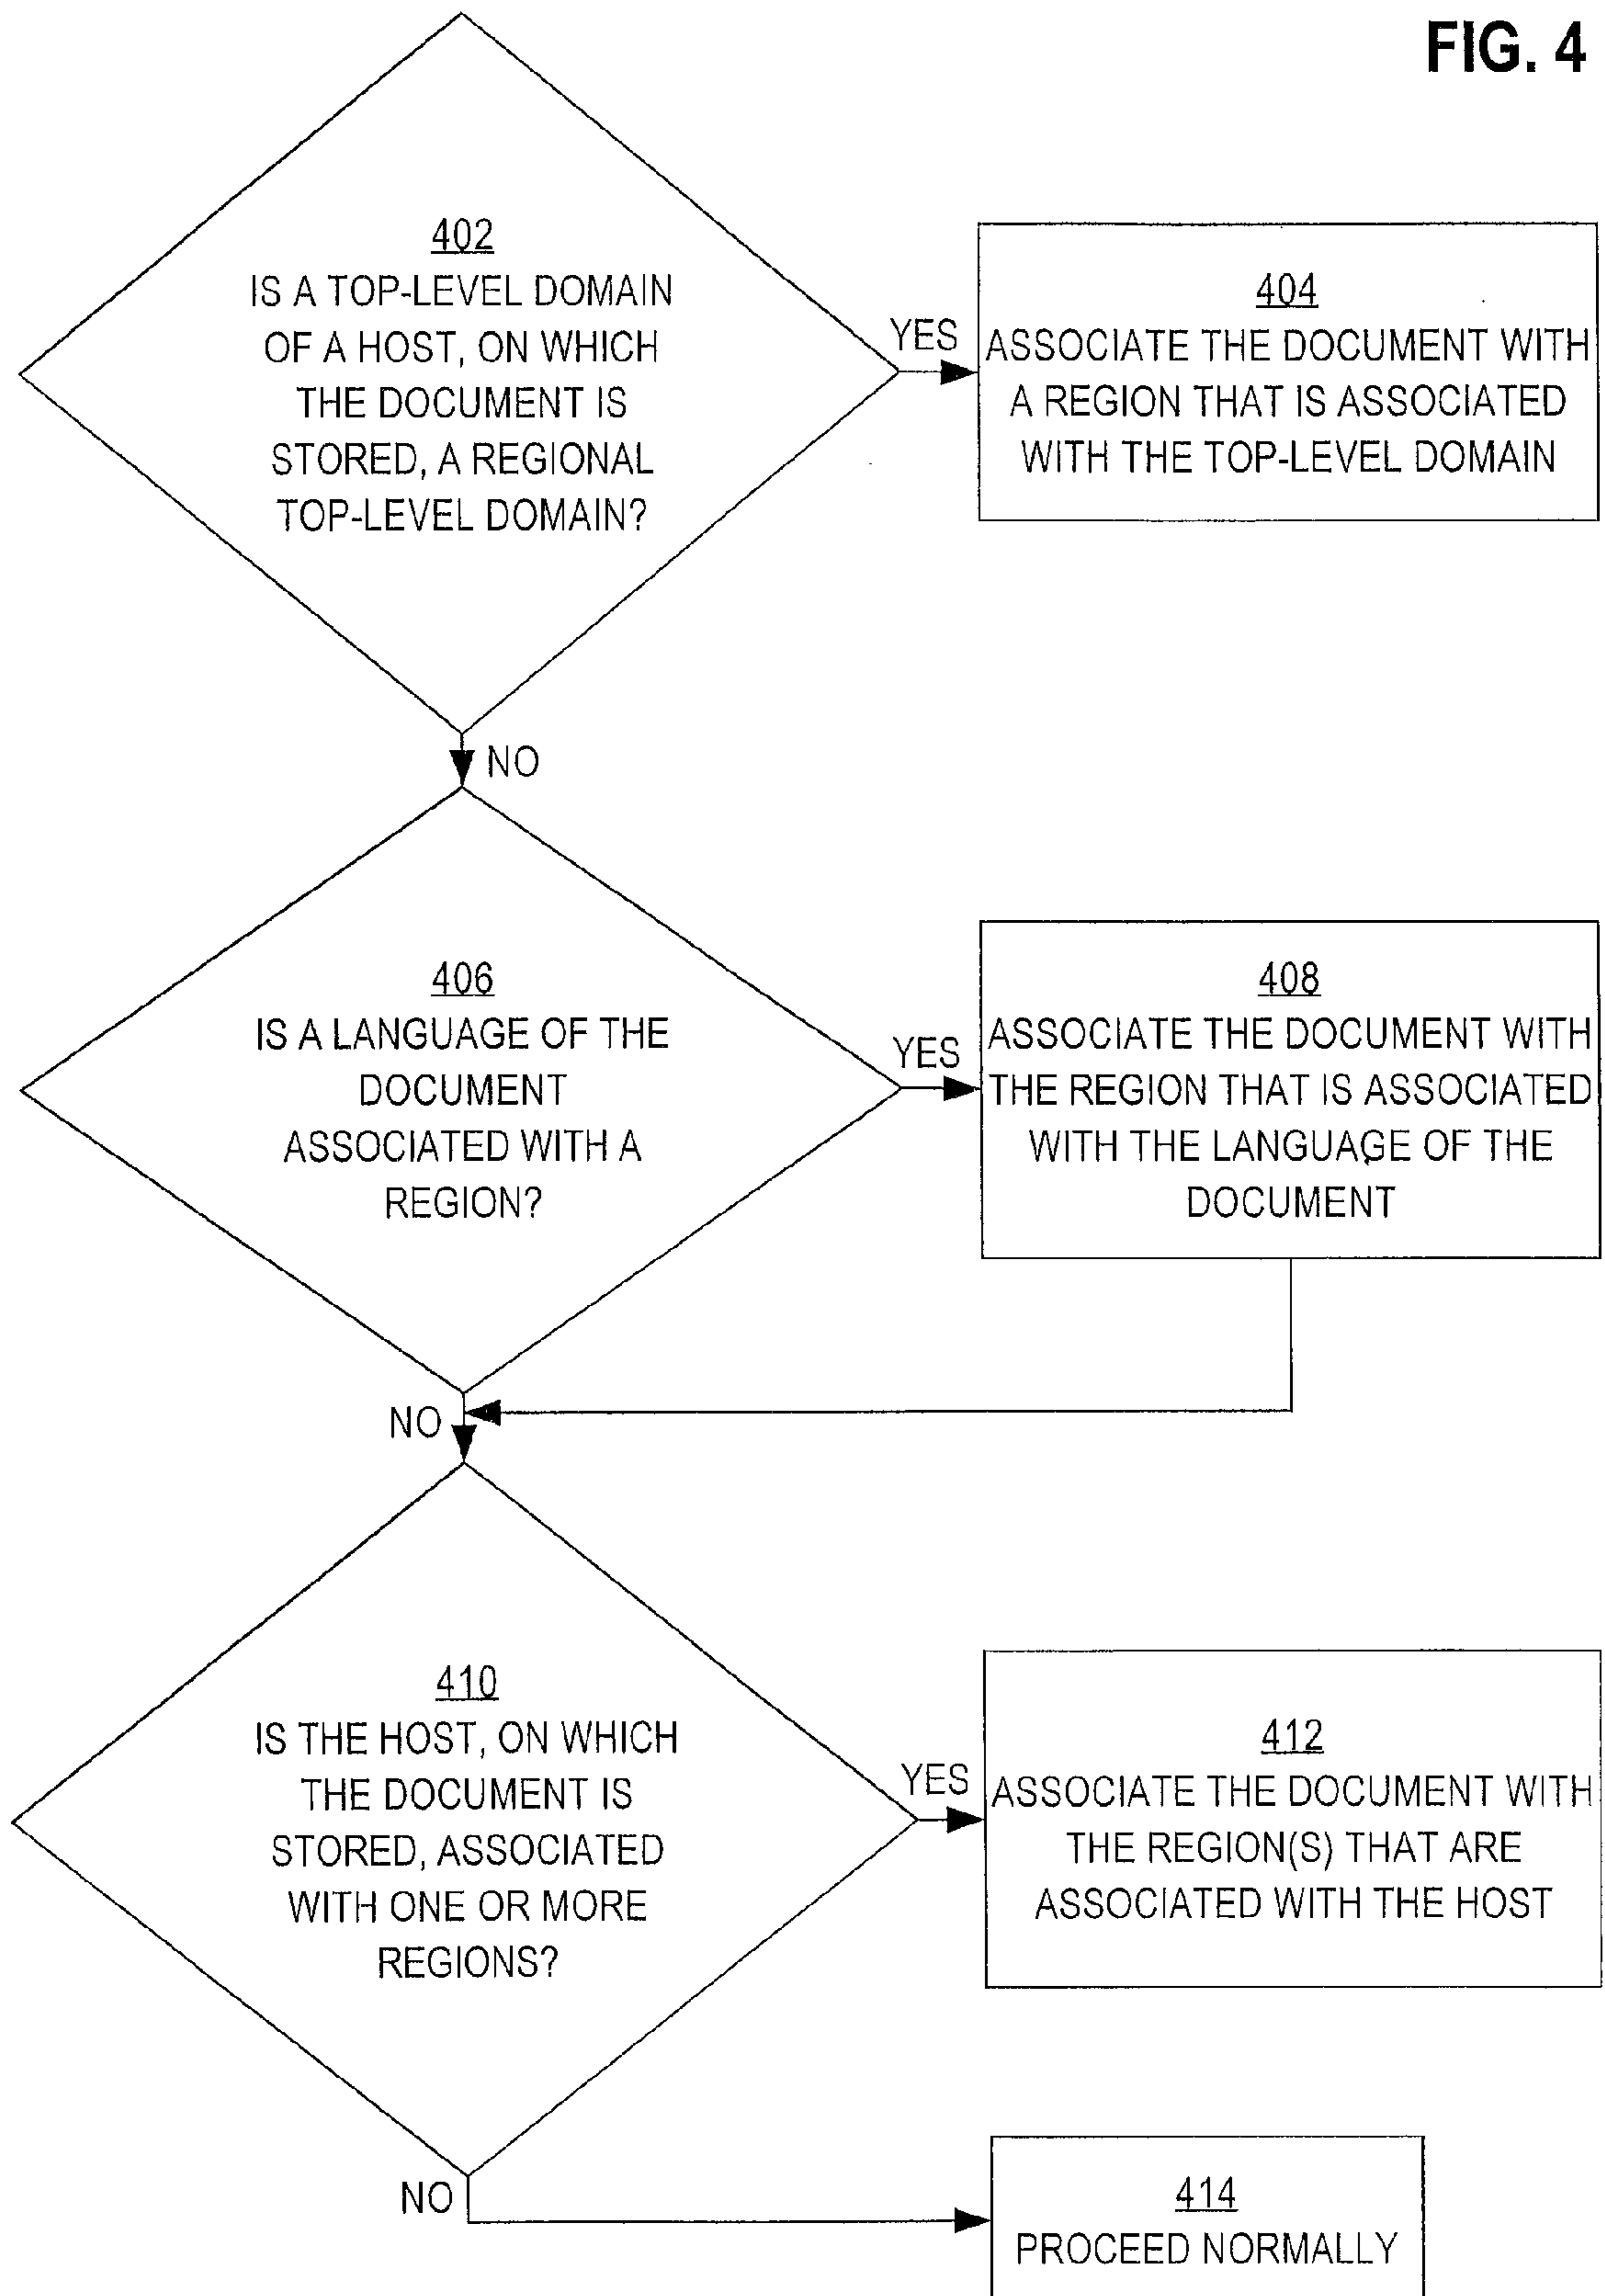 FIG. 4
402
IS A TOP-LEVEL DOMAIN
OF A HOST, ON WHICH
THE DOCUMENT IS
STORED, A REGIONAL
TOP-LEVEL DOMAIN?
YES
404
ASSOCIATE THE DOCUMENT WITH
A REGION THAT IS ASSOCIATED
WITH THE TOP-LEVEL DOMAIN
NO
406
IS A LANGUAGE OF THE
DOCUMENT
ASSOCIATED WITH A
REGION?
YES
408
ASSOCIATE THE DOCUMENT WITH
THE REGION THAT IS ASSOCIATED
WITH THE LANGUAGE OF THE
DOCUMENT
NO
410
IS THE HOST, ON WHICH
THE DOCUMENT IS
STORED, ASSOCIATED
WITH ONE OR MORE
REGIONS?
YES
412
ASSOCIATE THE DOCUMENT WITH
THE REGION(S) THAT ARE
ASSOCIATED WITH THE HOST
NO
414
PROCEED NORMALLY